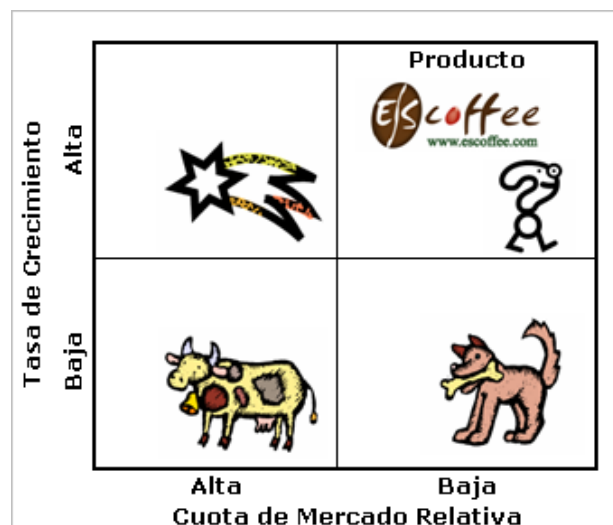 Producto
EScoffee
www.escoffee.com
Tasa de Crecimiento
Alta
Baja
Alta
Baja
Cuota de Mercado Relativa